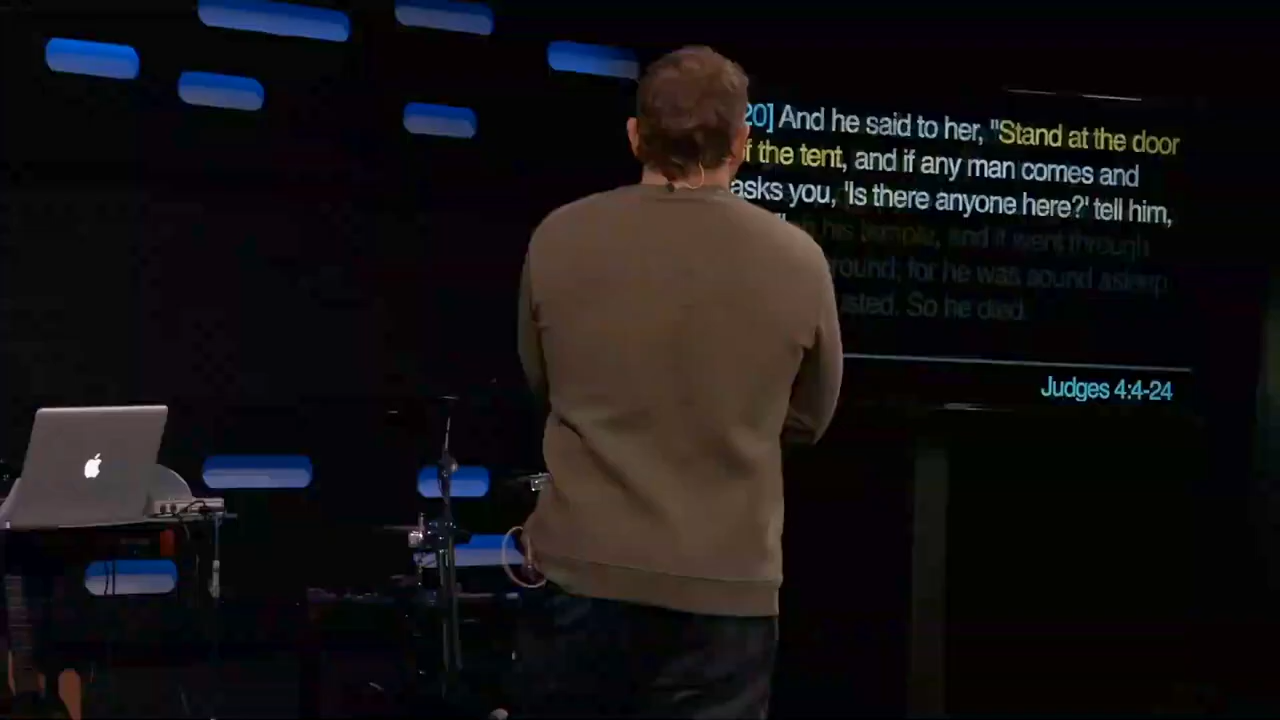 20] And he said to her, "Stand at the door
f the tent, and if any man comes and
asks you, 'Is there anyone here?' tell him,
his temple, and it went through
round; for he was sound asleep
usted. So he died.
Judges 4:4-24